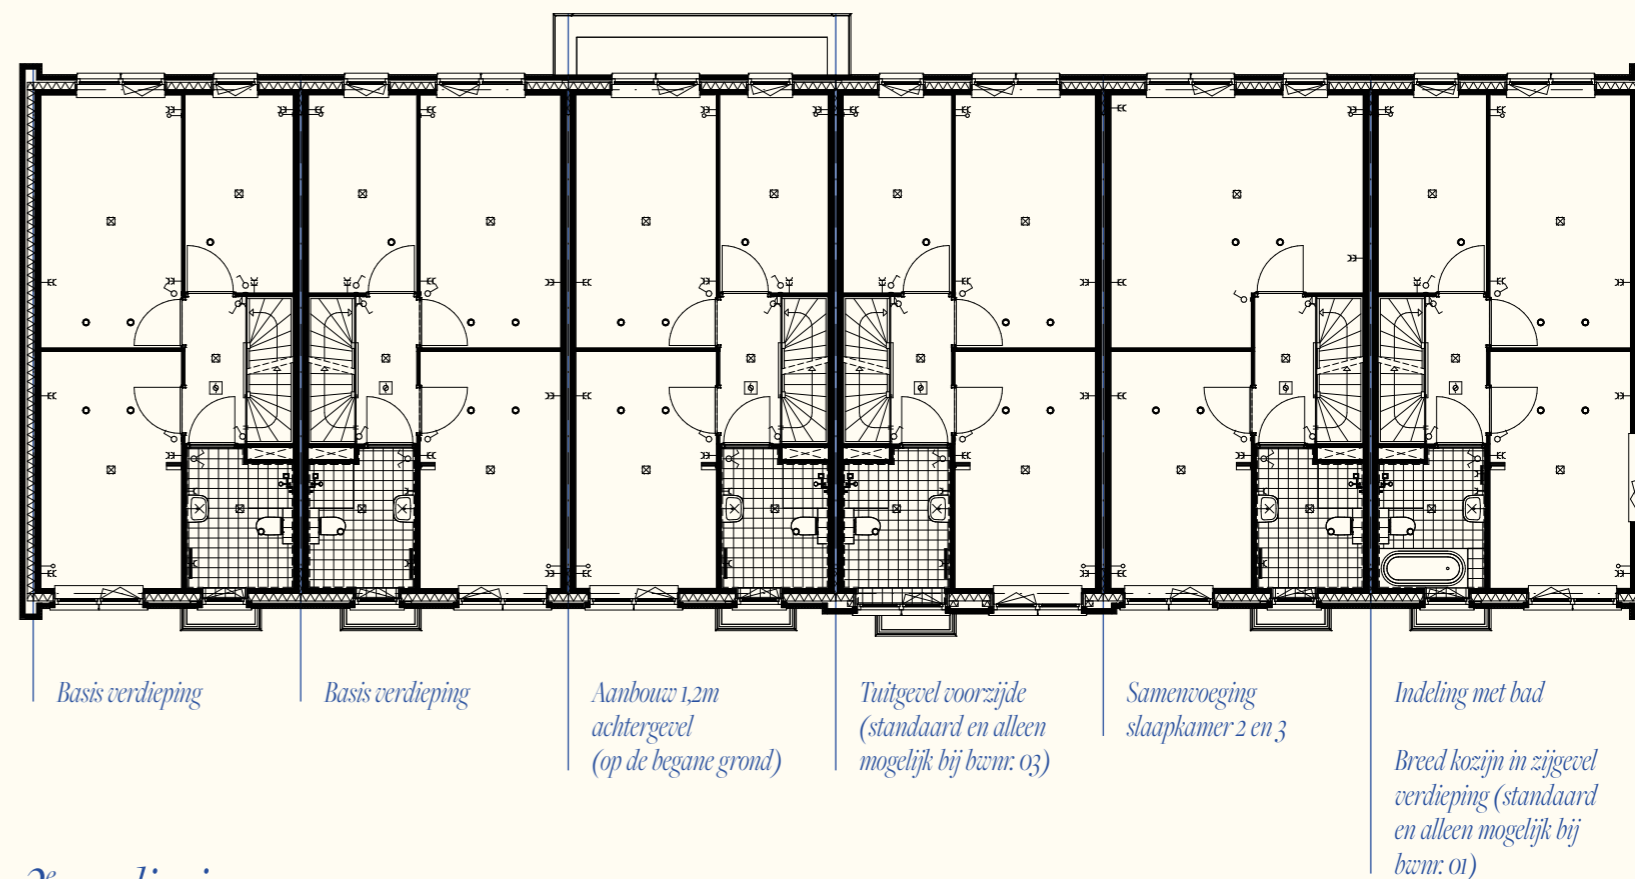 Basis verdieping
Basis verdieping
Aanbouw 1,2m
achtergevel
(op de begane grond)
Tuitgevel voorzijde
(standaard en alleen
mogelijk bij bwnr. 03)
Samenvoeging
slaapkamer 2 en 3
Indeling met bad
Breed kozijn in zijgevel
verdieping (standaard
en alleen mogelijk bij
bwnr. 01)